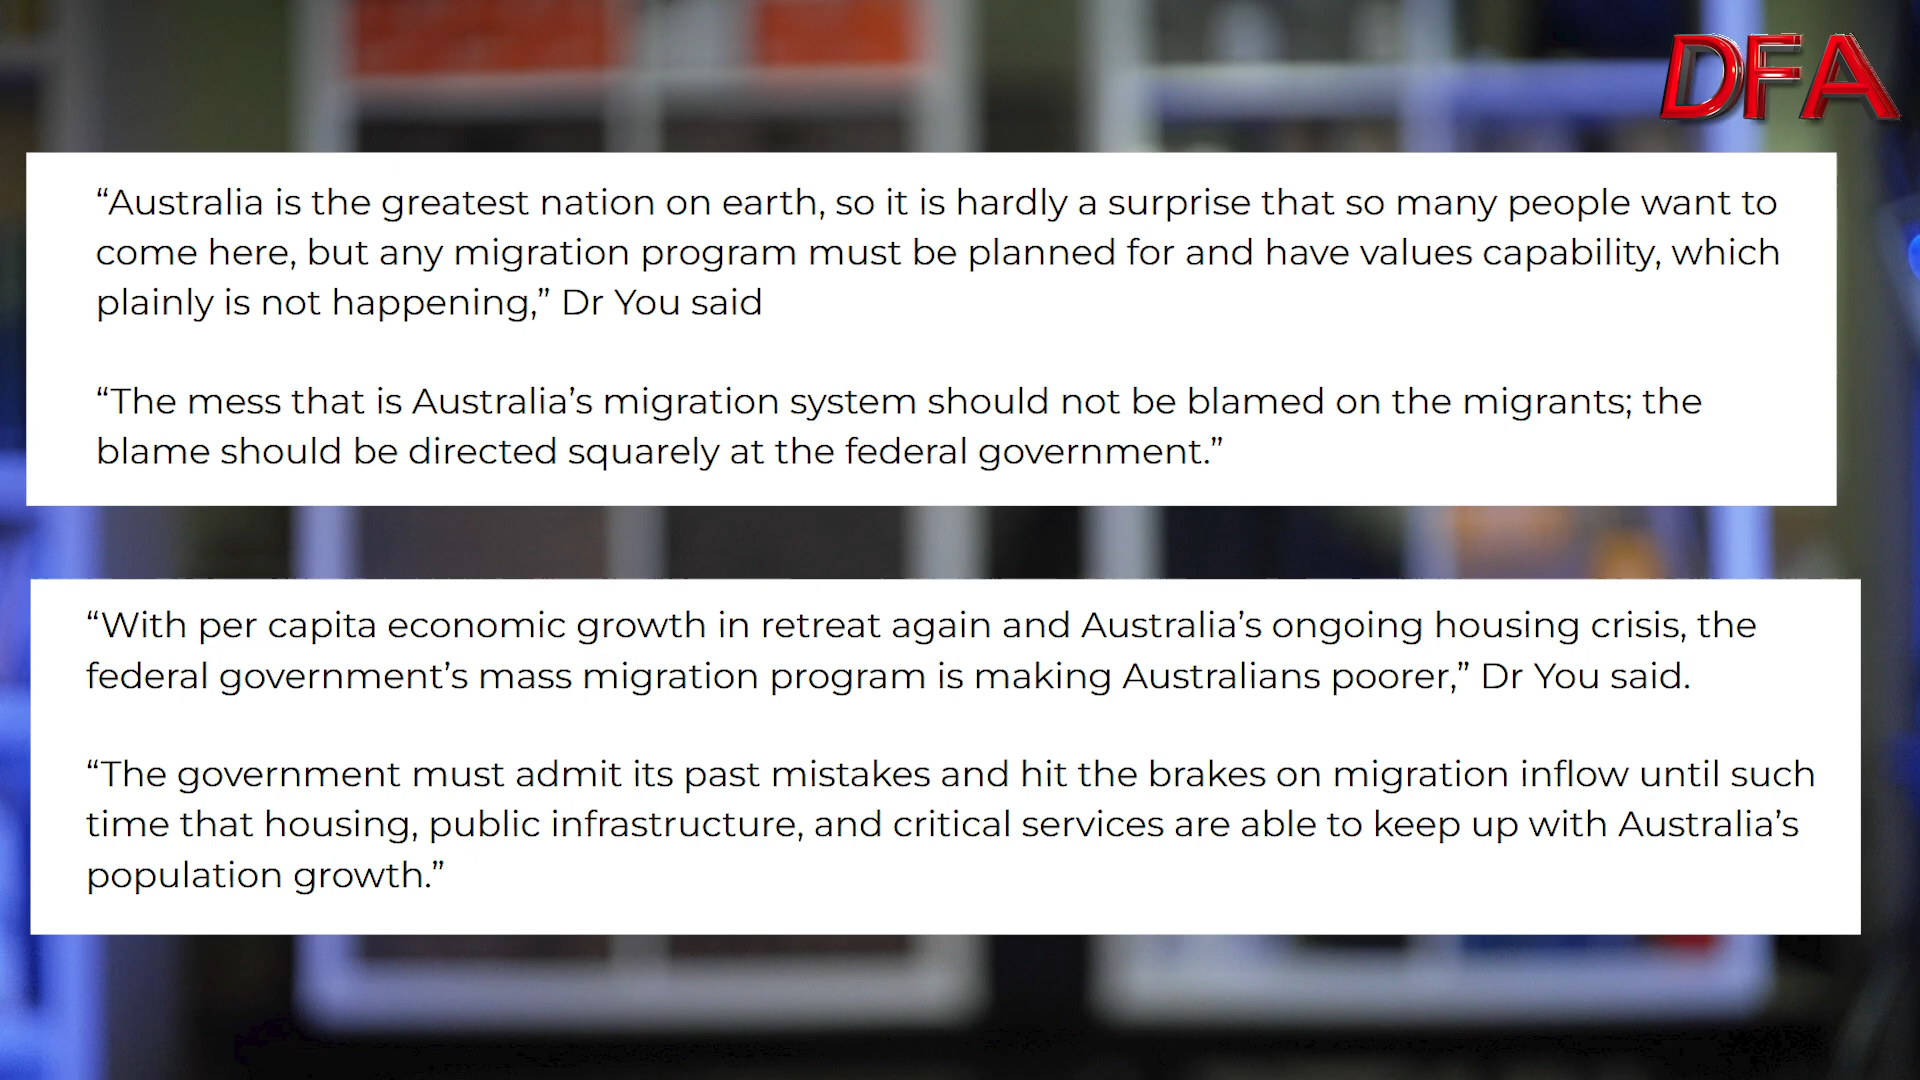 DFA
“Australia is the greatest nation on earth, so it is hardly a surprise that so many people want to
come here, but any migration program must be planned for and have values capability, which
plainly is not happening,” Dr You said
“The mess that is Australia’s migration system should not be blamed on the migrants; the
blame should be directed squarely at the federal government.”
“With per capita economic growth in retreat again and Australia’s ongoing housing crisis, the
federal government’s mass migration program is making Australians poorer,” Dr You said.
“The government must admit its past mistakes and hit the brakes on migration inflow until such
time that housing, public infrastructure, and critical services are able to keep up with Australia’s
population growth.”